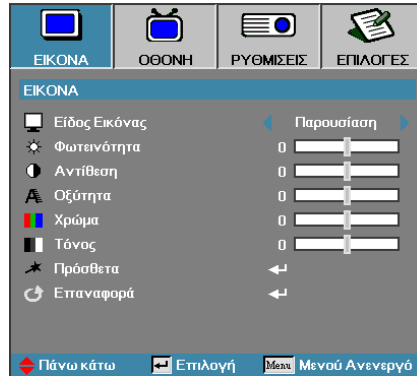 ΕΙΚΟΝΑ ΟΘΟΝΗ ΡΥΘΜΙΣΕΙΣ ΕΠΙΛΟΓΕΣ
ΕΙΚΟΝΑ
Είδος Εικόνας Παρουσίαση
Φωτεινότητα 0
Αντίθεση 0
Οξύτητα 0
Χρώμα 0
Τόνος 0
Πρόσθετα
Επαναφορά
Πάνω κάτω Επιλογή Menu Μενού Ανενεργό